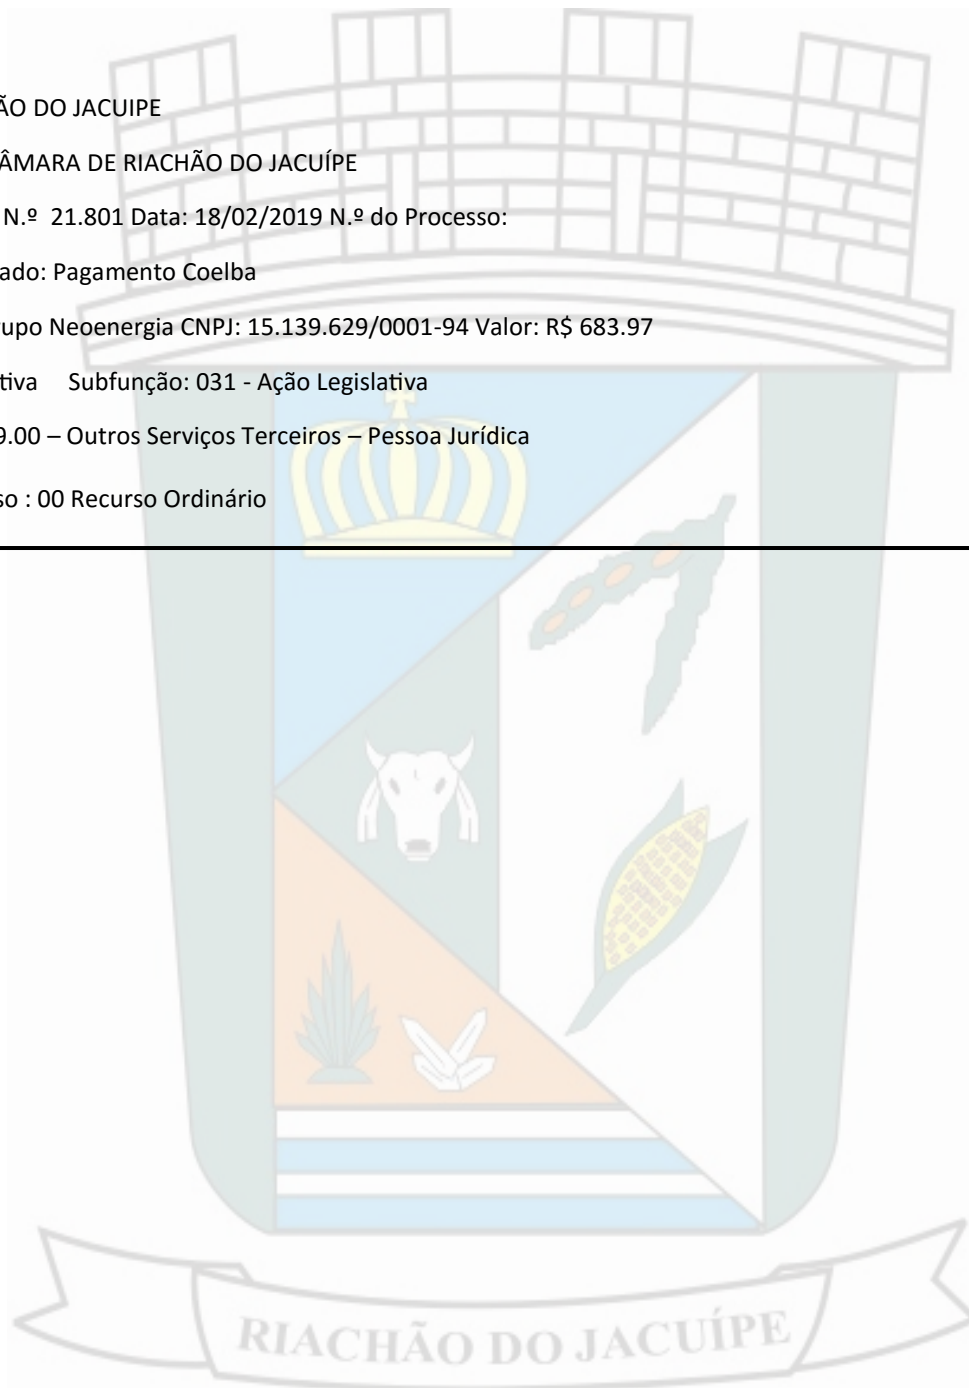 ÃO DO JACUIPE
ÂMARA DE RIACHÃO DO JACUÍPE
N.º 21.801 Data: 18/02/2019 N.º do Processo:
ado: Pagamento Coelba
upo Neoenergia CNPJ: 15.139.629/0001-94 Valor: R$ 683.97
tiva Subfunção: 031 - Ação Legislativa
9.00 – Outros Serviços Terceiros – Pessoa Jurídica
so : 00 Recurso Ordinário
RIACHÃO DO JACUÍPE